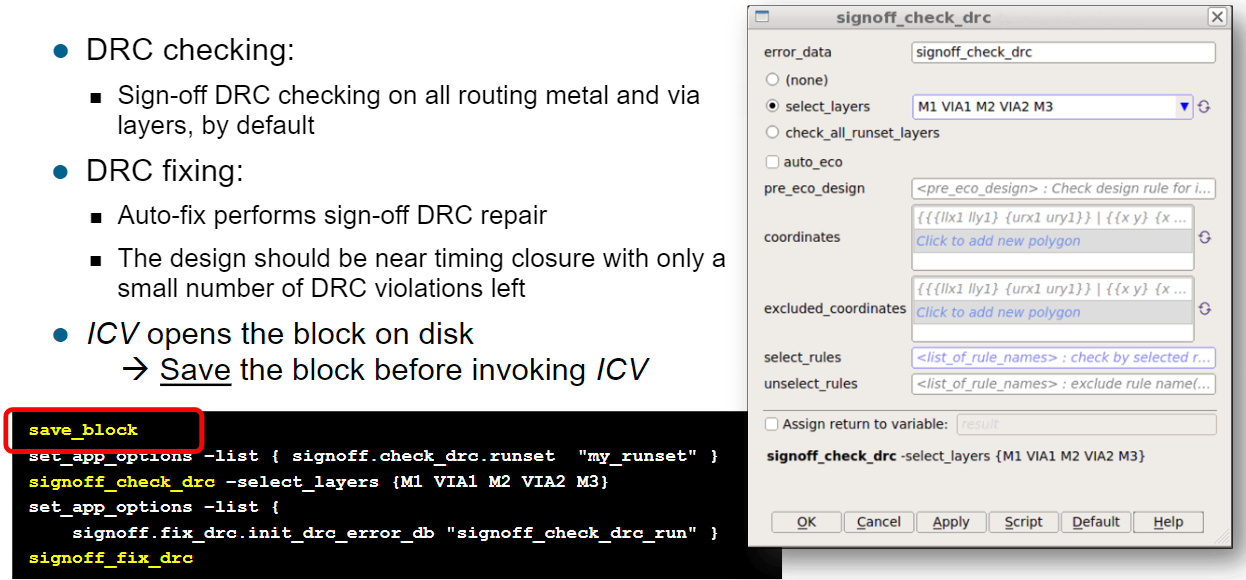 DRC checking:
Sign-off DRC checking on all routing metal and via
layers, by default
DRC fixing:
Auto-fix performs sign-off DRC repair
The design should be near timing closure with only a
small number of DRC violations left
ICV opens the block on disk
→ Save the block before invoking ICV
save_block
set_app_options –list { signoff.check_drc.runset "my_runset" }
signoff_check_drc –select_layers {M1 VIA1 M2 VIA2 M3}
set_app_options –list {
signoff.fix_drc.init_drc_error_db "signoff_check_drc_run" }
signoff_fix_drc
signoff_check_drc
error_data signoff_check_drc
(none)
select_layers M1 VIA1 M2 VIA2 M3
check_all_runset_layers
auto_eco
pre_eco_design <pre_eco_design> : Check design rule for i...
{{{llx1 lly1} {urx1 ury1}} | {{x y} {x ...
coordinates Click to add new polygon
{{{llx1 lly1} {urx1 ury1}} | {{x y} {x ...
excluded_coordinates Click to add new polygon
select_rules <list_of_rule_names> : check by selected r...
unselect_rules <list_of_rule_names> : exclude rule name(...
Assign return to variable: result
signoff_check_drc -select_layers {M1 VIA1 M2 VIA2 M3}
OK Cancel Apply Script Default Help